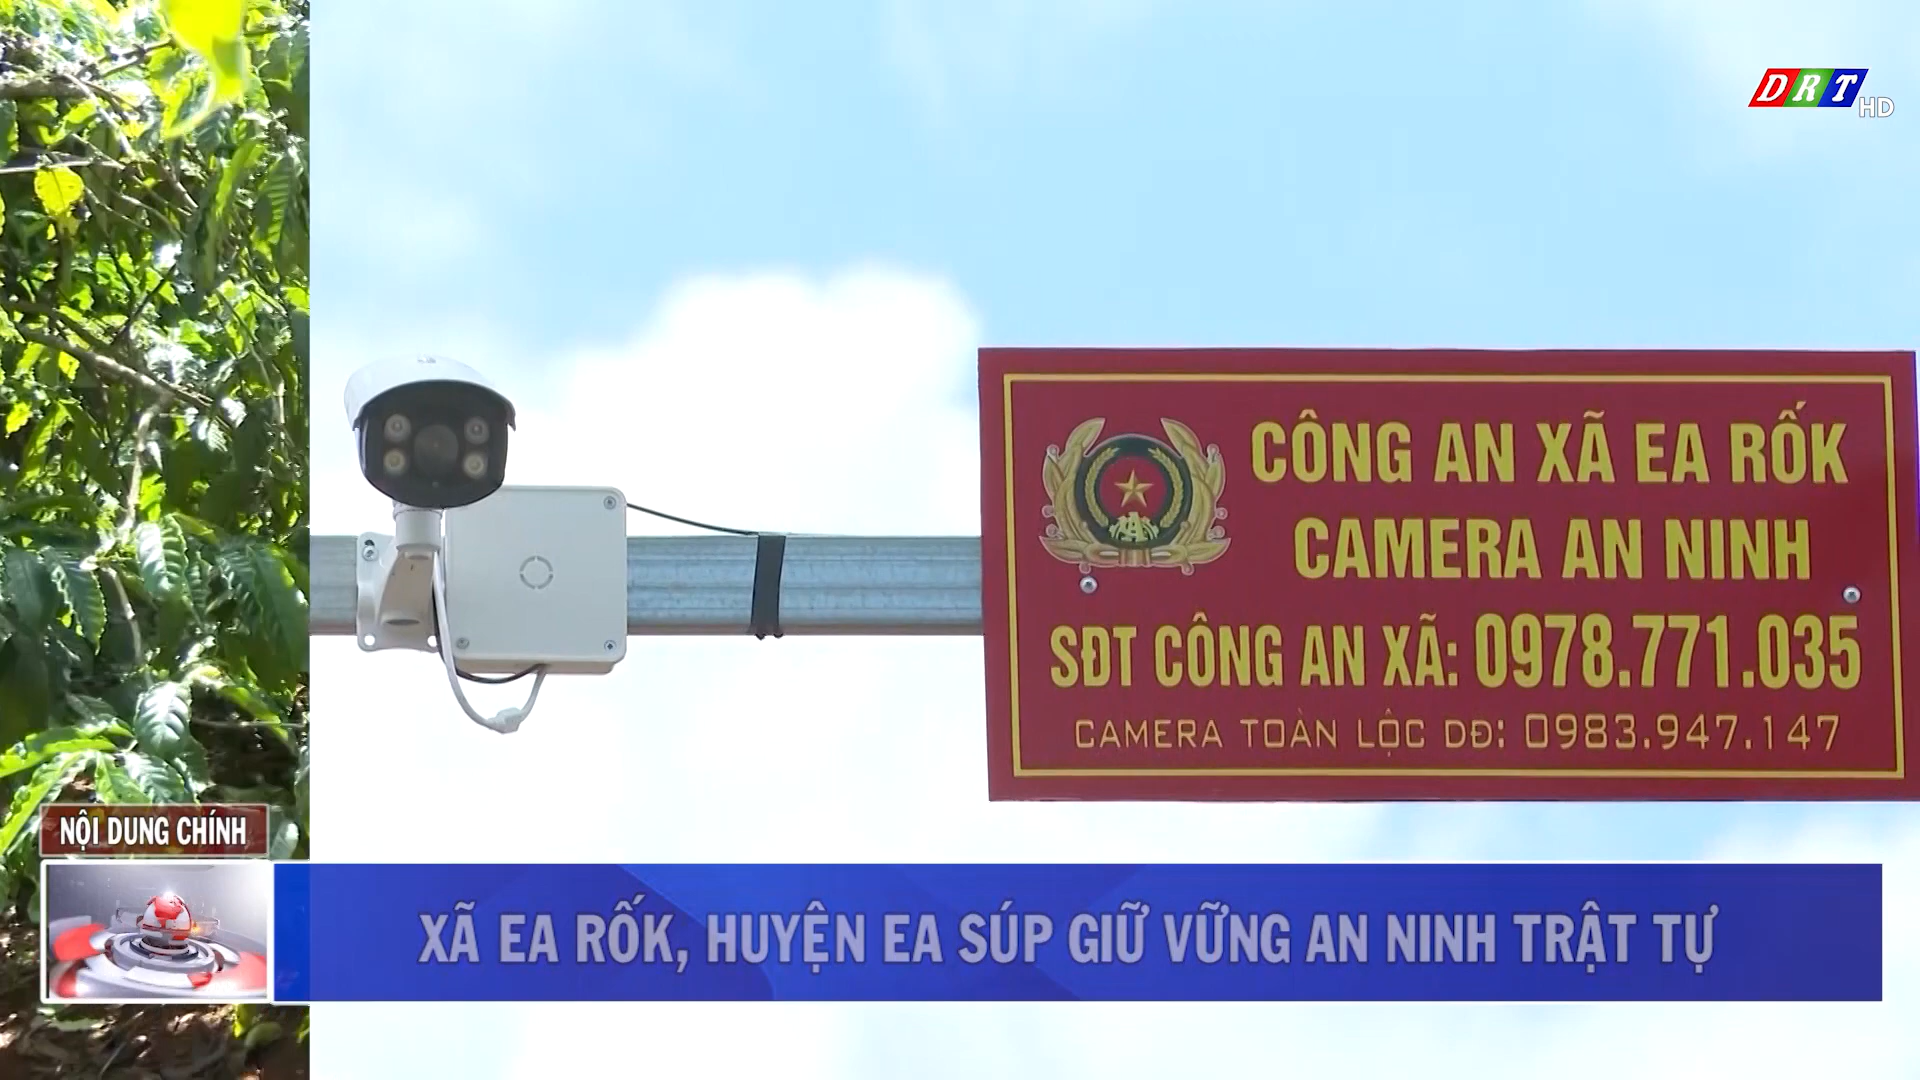 DRT HD
CÔNG AN XÃ EA RỐK
CAMERA AN NINH
SĐT CÔNG AN XÃ: 0978.771.035
CAMERA TOÀN LỘC DĐ: 0983.947.147
NỘI DUNG CHÍNH
XÃ EA RỐK, HUYỆN EA SÚP GIỮ VỮNG AN NINH TRẬT TỰ